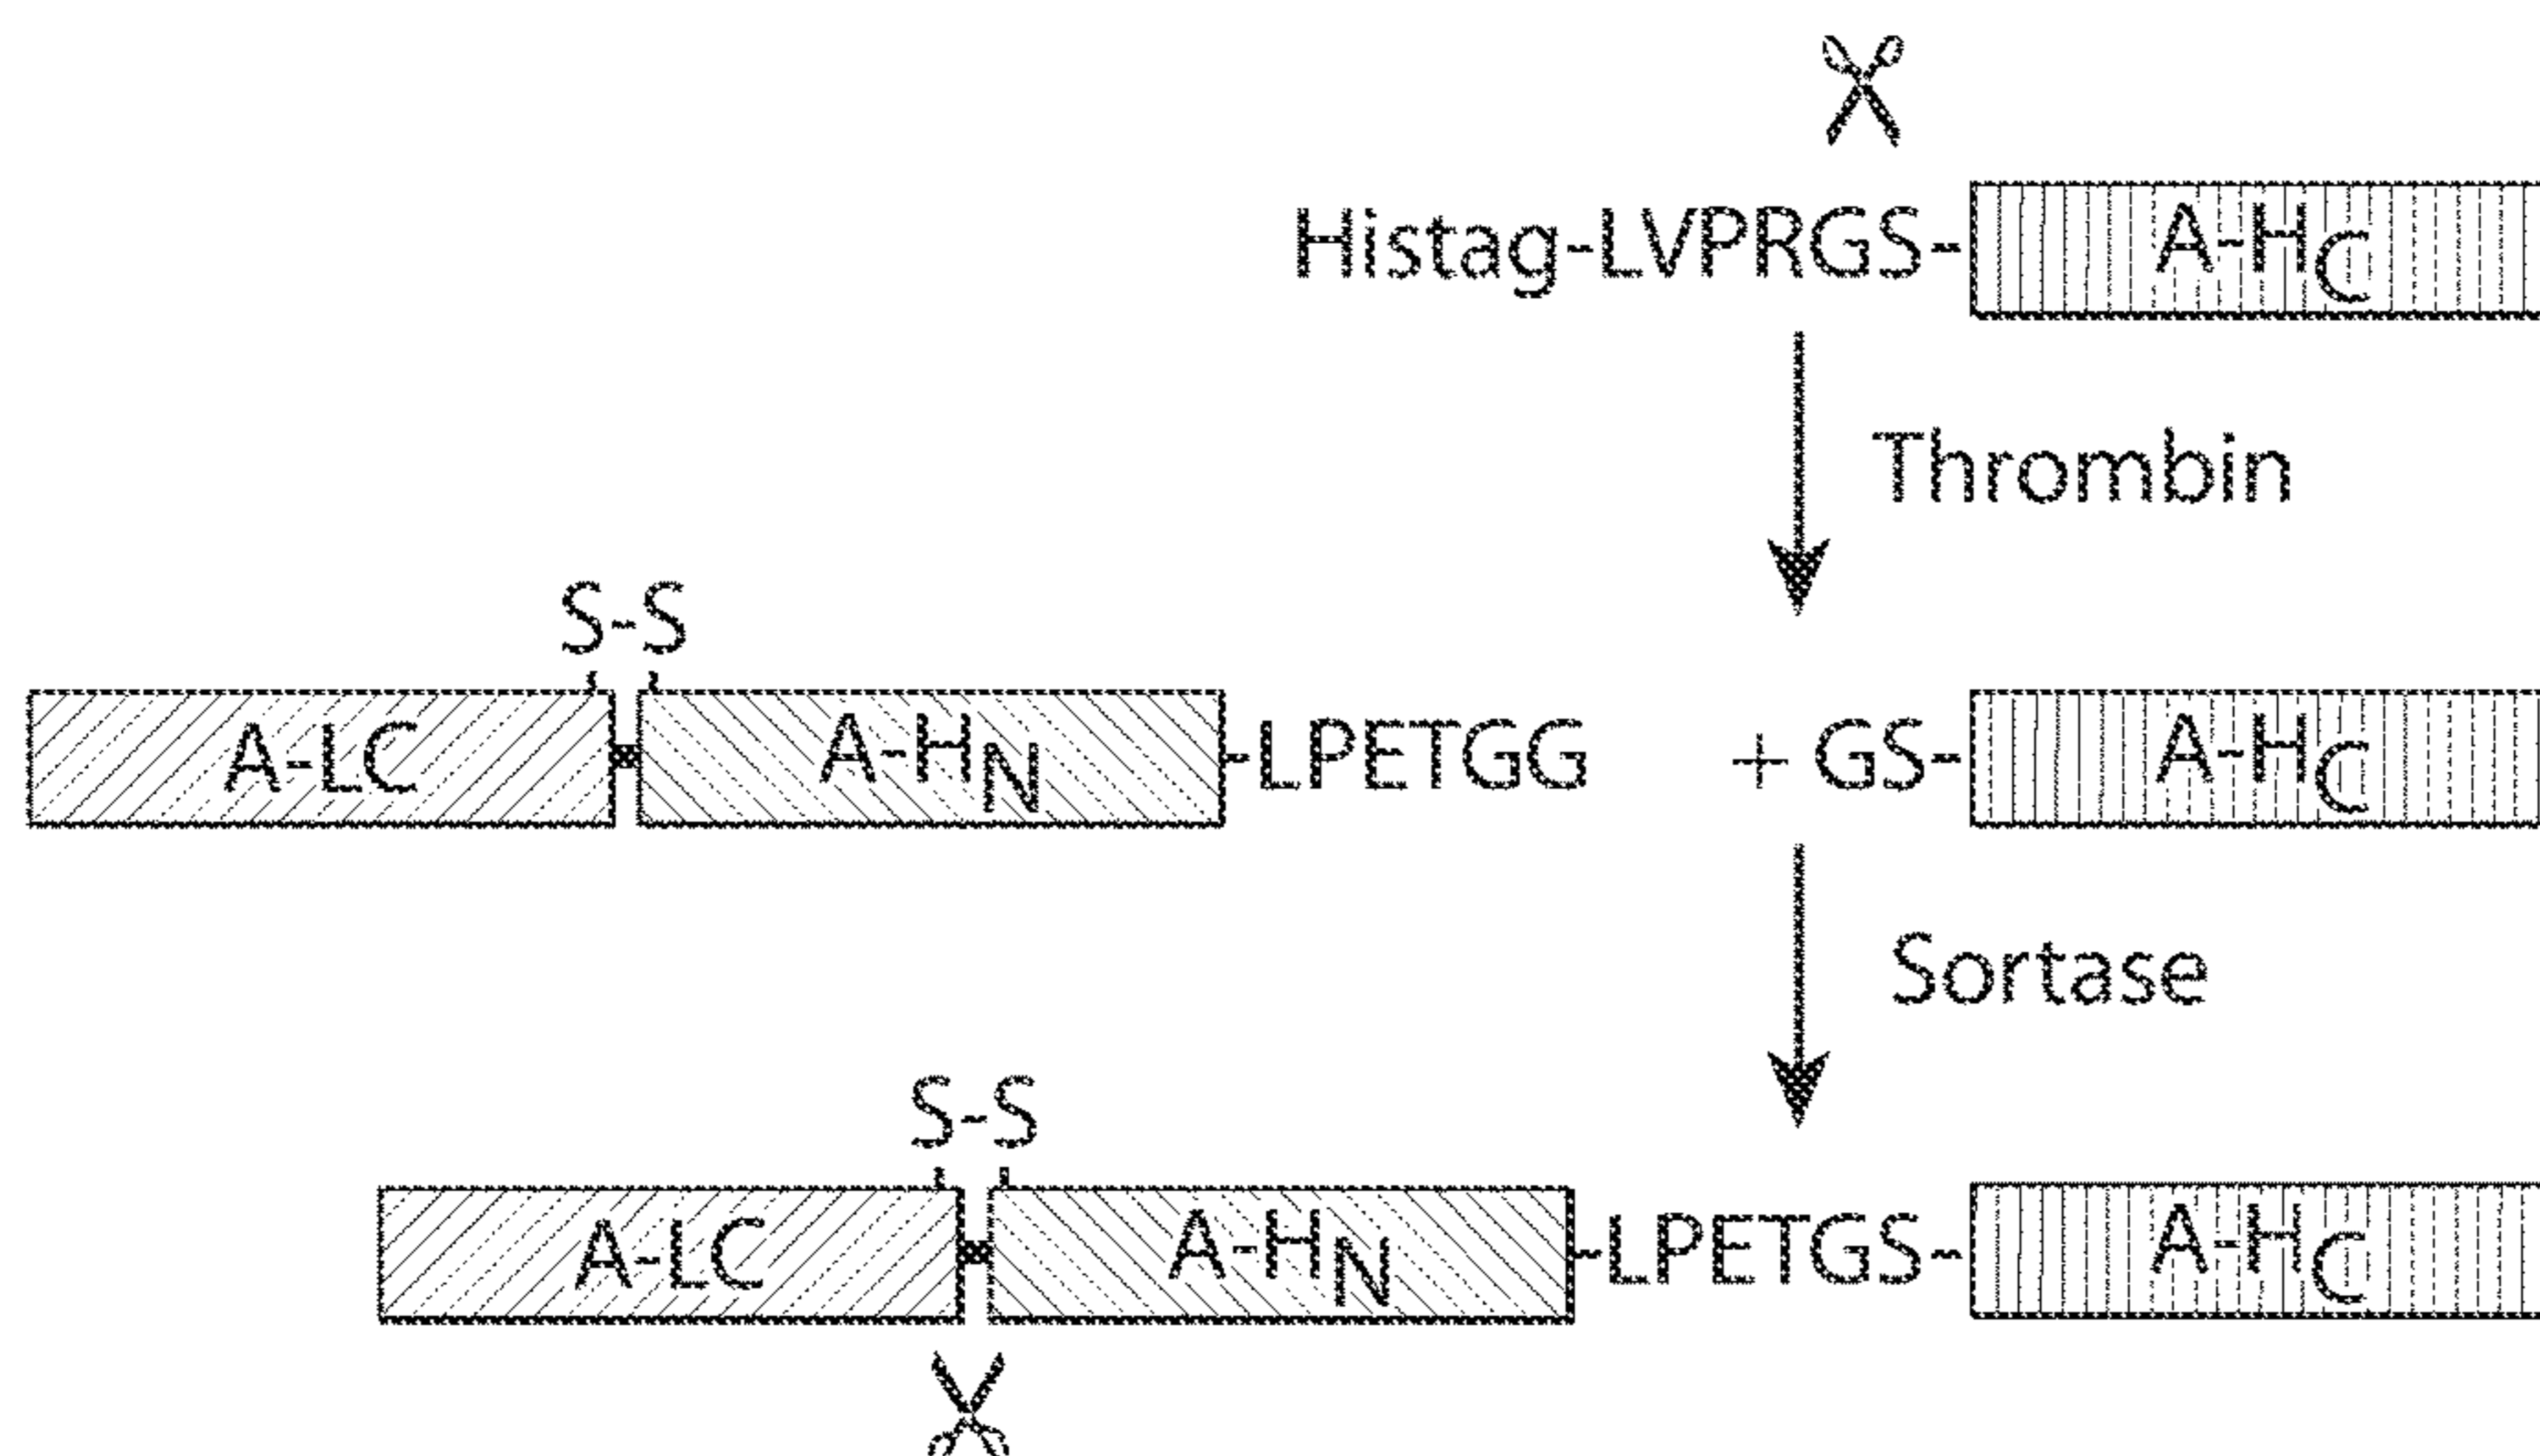 Histag-LVPRGS- A-HC
Thrombin
S-S
A-LC A-HN -LPETGG + GS- A-HC
Sortase
S-S
A-LC A-HN -LPETGS- A-HC